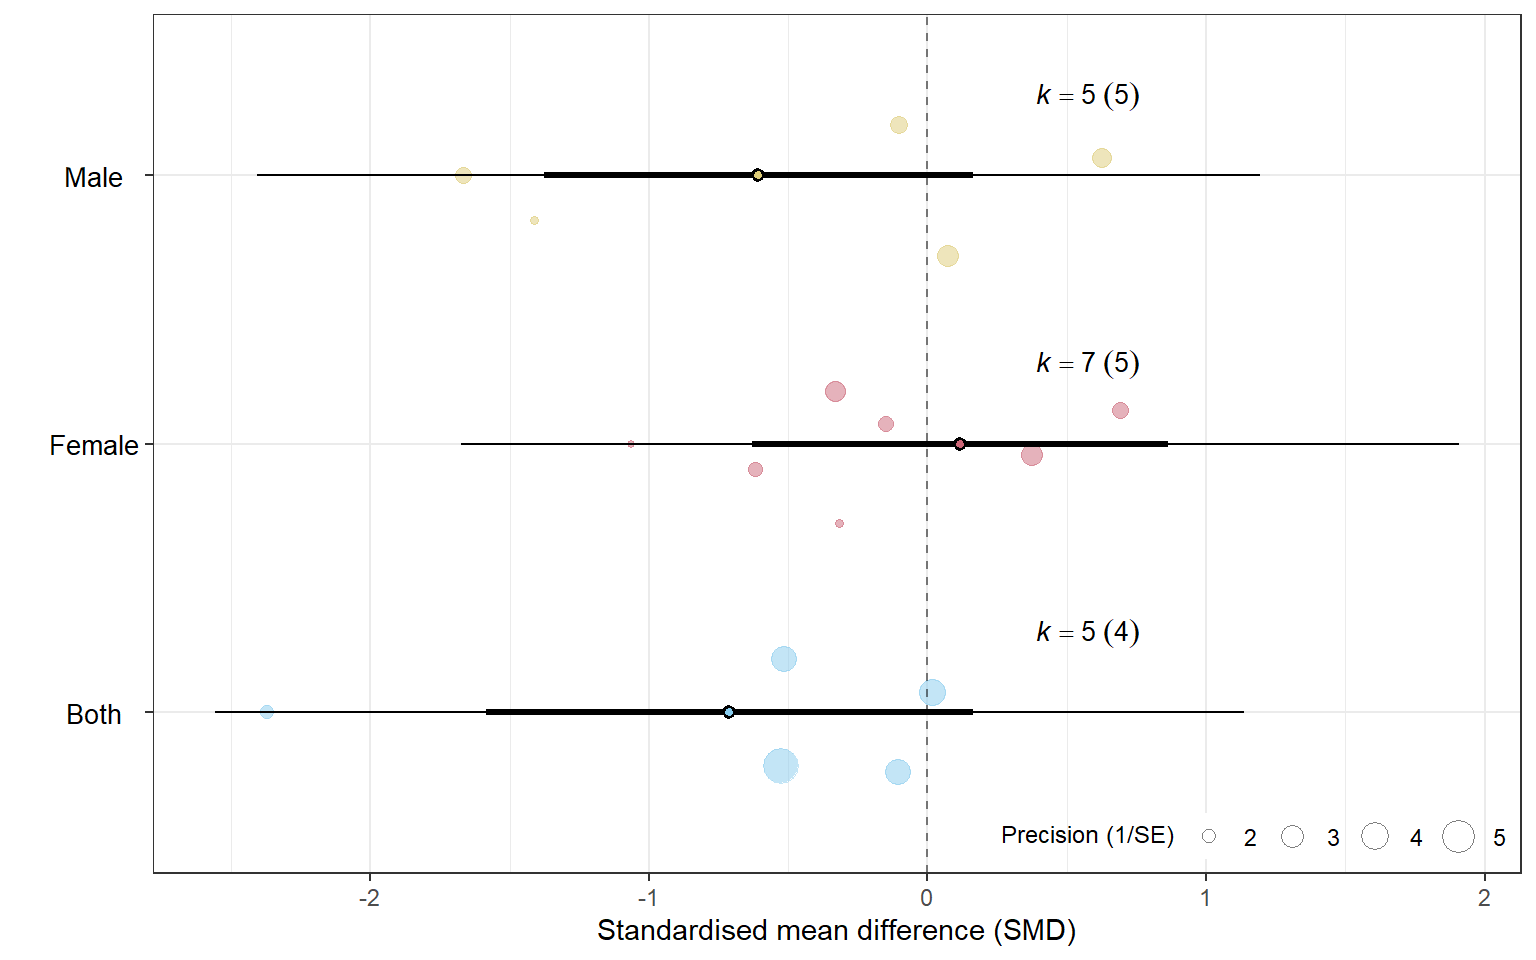 k = 5 (5)
Male
k = 7 (5)
Female
k = 5 (4)
Both
Precision (1/SE) 2 3 4 5
-2 -1 0 1 2
Standardised mean difference (SMD)